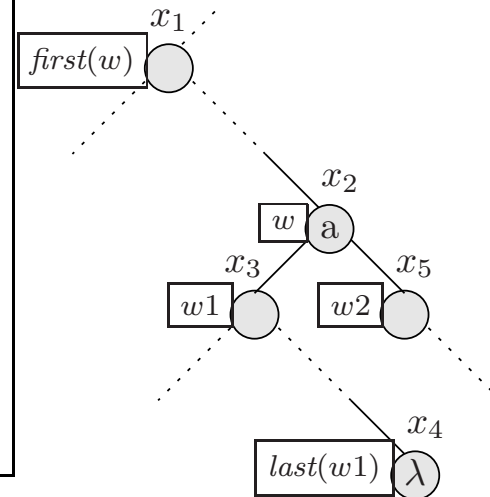 x₁
first(w)
x₂
w a
x₃ x₅
w1 w2
x₄
last(w1) λ